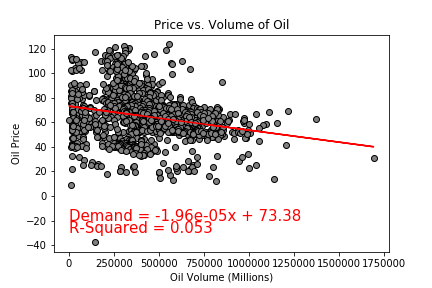 Price vs. Volume of Oil
120
100
80
60
40
20
0
−20
−40
Oil Price
Demand = -1.96e-05x + 73.38
R-Squared = 0.053
0 250000 500000 750000 1000000 1250000 1500000 1750000
Oil Volume (Millions)